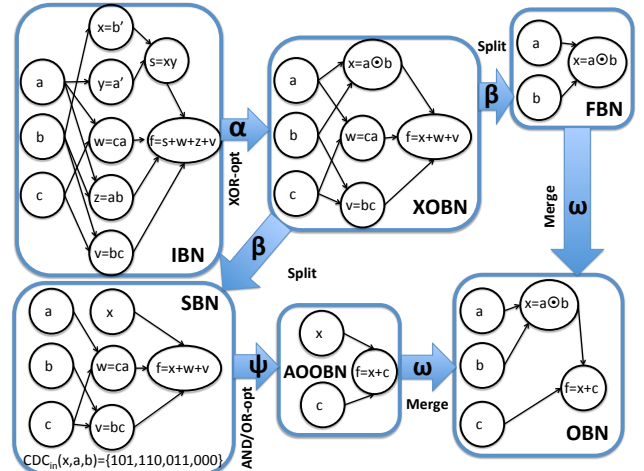 x=b'
a
y=a'
s=xy
b
w=ca
f=s+w+z+v
c
z=ab
v=bc
IBN
α
XOR-opt
a
x=a⊙b
b
w=ca
f=x+w+v
c
v=bc
XOBN
Split
β
a
x=a⊙b
b
FBN
Merge
ω
β
Split
SBN
a
x
b
w=ca
f=x+w+v
c
v=bc
CDCin(x,a,b)={101,110,011,000}
ψ
AND/OR-opt
x
AOOBN
f=x+c
c
ω
Merge
a
x=a⊙b
b
f=x+c
c
OBN